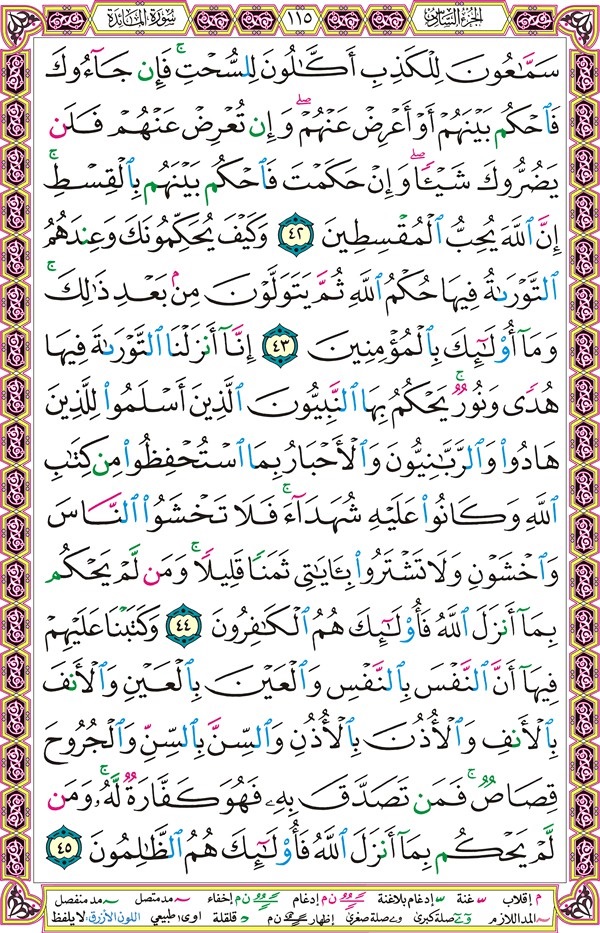 الجزء السادس ١١٥ سورة المائدة
سَمَّٰعُونَ لِلْكَذِبِ أَكَّٰلُونَ لِلسُّحْتِ ۚ فَإِن جَآءُوكَ
فَٱحْكُم بَيْنَهُمْ أَوْ أَعْرِضْ عَنْهُمْ ۖ وَإِن تُعْرِضْ عَنْهُمْ فَلَن
يَضُرُّوكَ شَيْـًٔا ۖ وَإِنْ حَكَمْتَ فَٱحْكُم بَيْنَهُم بِٱلْقِسْطِ ۚ
إِنَّ ٱللَّهَ يُحِبُّ ٱلْمُقْسِطِينَ ٤٢ وَكَيْفَ يُحَكِّمُونَكَ وَعِندَهُمُ
ٱلتَّوْرَىٰةُ فِيهَا حُكْمُ ٱللَّهِ ثُمَّ يَتَوَلَّوْنَ مِنۢ بَعْدِ ذَٰلِكَ ۚ
وَمَآ أُو۟لَٰٓئِكَ بِٱلْمُؤْمِنِينَ ٤٣ إِنَّآ أَنزَلْنَا ٱلتَّوْرَىٰةَ فِيهَا
هُدًى وَنُورٌ ۚ يَحْكُمُ بِهَا ٱلنَّبِيُّونَ ٱلَّذِينَ أَسْلَمُوا۟ لِلَّذِينَ
هَادُوا۟ وَٱلرَّبَّٰنِيُّونَ وَٱلْأَحْبَارُ بِمَا ٱسْتُحْفِظُوا۟ مِن كِتَٰبِ
ٱللَّهِ وَكَانُوا۟ عَلَيْهِ شُهَدَآءَ ۚ فَلَا تَخْشَوُا۟ ٱلنَّاسَ
وَٱخْشَوْنِ وَلَا تَشْتَرُوا۟ بِـَٔايَٰتِى ثَمَنًا قَلِيلًا ۚ وَمَن لَّمْ يَحْكُم
بِمَآ أَنزَلَ ٱللَّهُ فَأُو۟لَٰٓئِكَ هُمُ ٱلْكَٰفِرُونَ ٤٤ وَكَتَبْنَا عَلَيْهِمْ
فِيهَآ أَنَّ ٱلنَّفْسَ بِٱلنَّفْسِ وَٱلْعَيْنَ بِٱلْعَيْنِ وَٱلْأَنفَ
بِٱلْأَنفِ وَٱلْأُذُنَ بِٱلْأُذُنِ وَٱلسِّنَّ بِٱلسِّنِّ وَٱلْجُرُوحَ
قِصَاصٌ ۚ فَمَن تَصَدَّقَ بِهِۦ فَهُوَ كَفَّارَةٌ لَّهُۥ ۚ وَمَن
لَّمْ يَحْكُم بِمَآ أَنزَلَ ٱللَّهُ فَأُو۟لَٰٓئِكَ هُمُ ٱلظَّٰلِمُونَ ٤٥
م إقلاب غنة إدغام بلاغنة ن م إدغام ن م إخفاء مد متصل مد منفصل
المد اللازم صلة كبرى صلة صغرى إظهار ن م قلقلة اوى: طبيعي اللون الأزرق: لا يلفظ